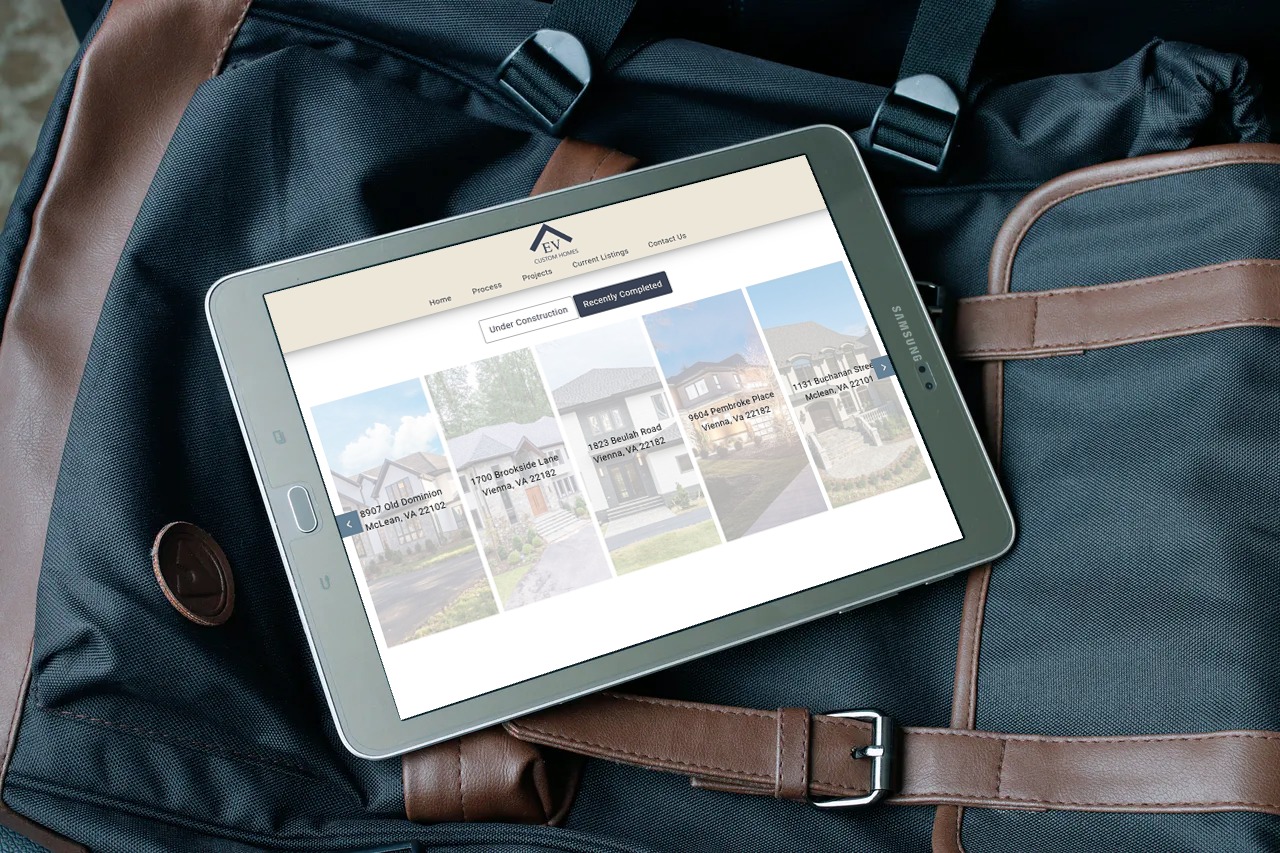 EV
CUSTOM HOMES
Home
Process
Projects
Current Listings
Contact Us
Under Construction
Recently Completed
8907 Old Dominion
McLean, VA 22102
1700 Brookside Lane
Vienna, VA 22182
1823 Beulah Road
Vienna, VA 22182
9604 Pembroke Place
Vienna, Va 22182
1131 Buchanan Stree
Mclean, VA 22101
SAMSUNG